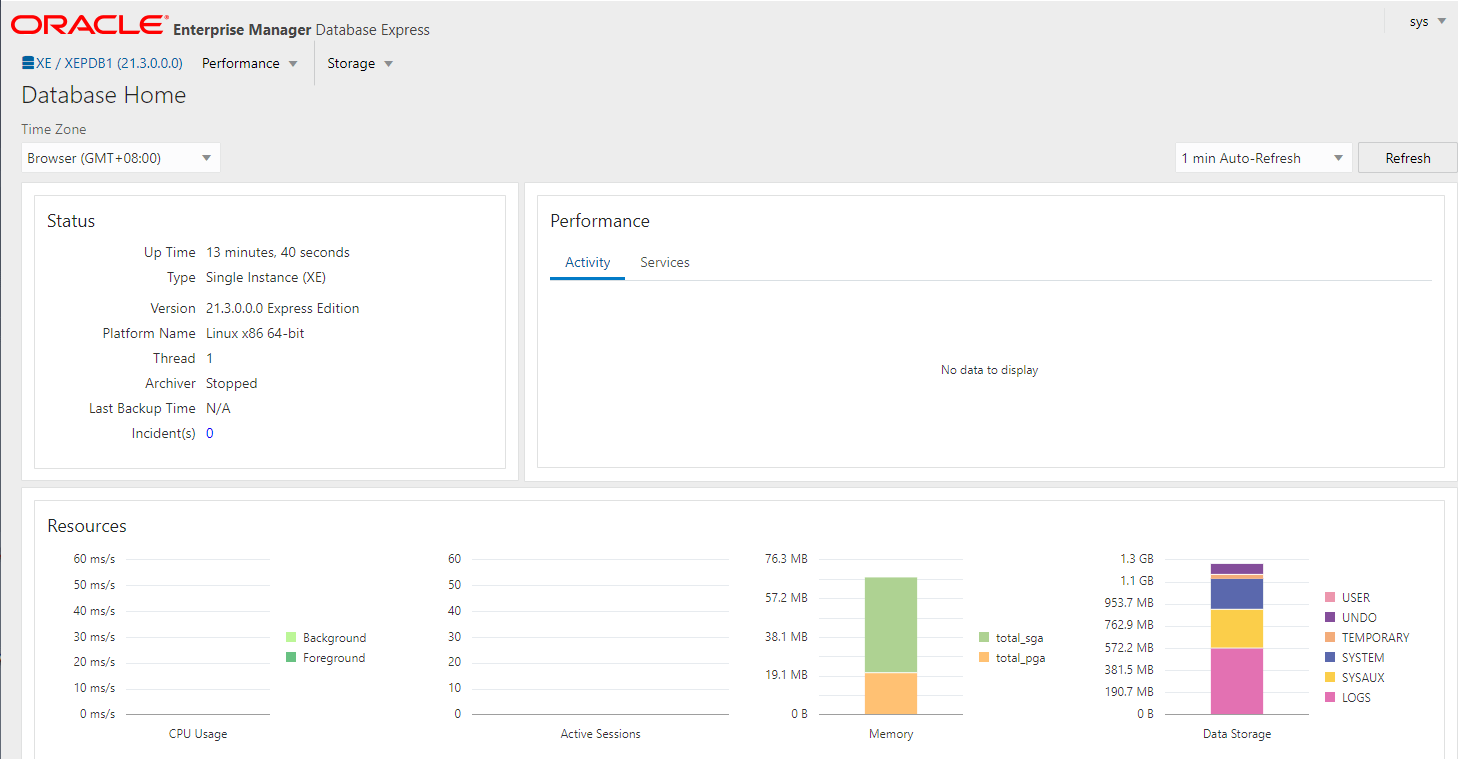 ORACLE® Enterprise Manager Database Express
sys
XE / XEPDB1 (21.3.0.0.0) Performance Storage
Database Home
Time Zone
Browser (GMT+08:00)
1 min Auto-Refresh Refresh
Status
Up Time 13 minutes, 40 seconds
Type Single Instance (XE)
Version 21.3.0.0.0 Express Edition
Platform Name Linux x86 64-bit
Thread 1
Archiver Stopped
Last Backup Time N/A
Incident(s) 0
Performance
Activity Services
No data to display
Resources
60 ms/s
50 ms/s
40 ms/s
30 ms/s
20 ms/s
10 ms/s
0 ms/s
CPU Usage
Background
Foreground
60
50
40
30
20
10
0
Active Sessions
76.3 MB
57.2 MB
38.1 MB
19.1 MB
0 B
Memory
total_sga
total_pga
1.3 GB
1.1 GB
953.7 MB
762.9 MB
572.2 MB
381.5 MB
190.7 MB
0 B
Data Storage
USER
UNDO
TEMPORARY
SYSTEM
SYSAUX
LOGS